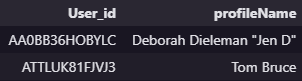 User_id profileName
AA0BB36HOBYLC Deborah Dieleman "Jen D"
ATTLUK81FJVJ3 Tom Bruce